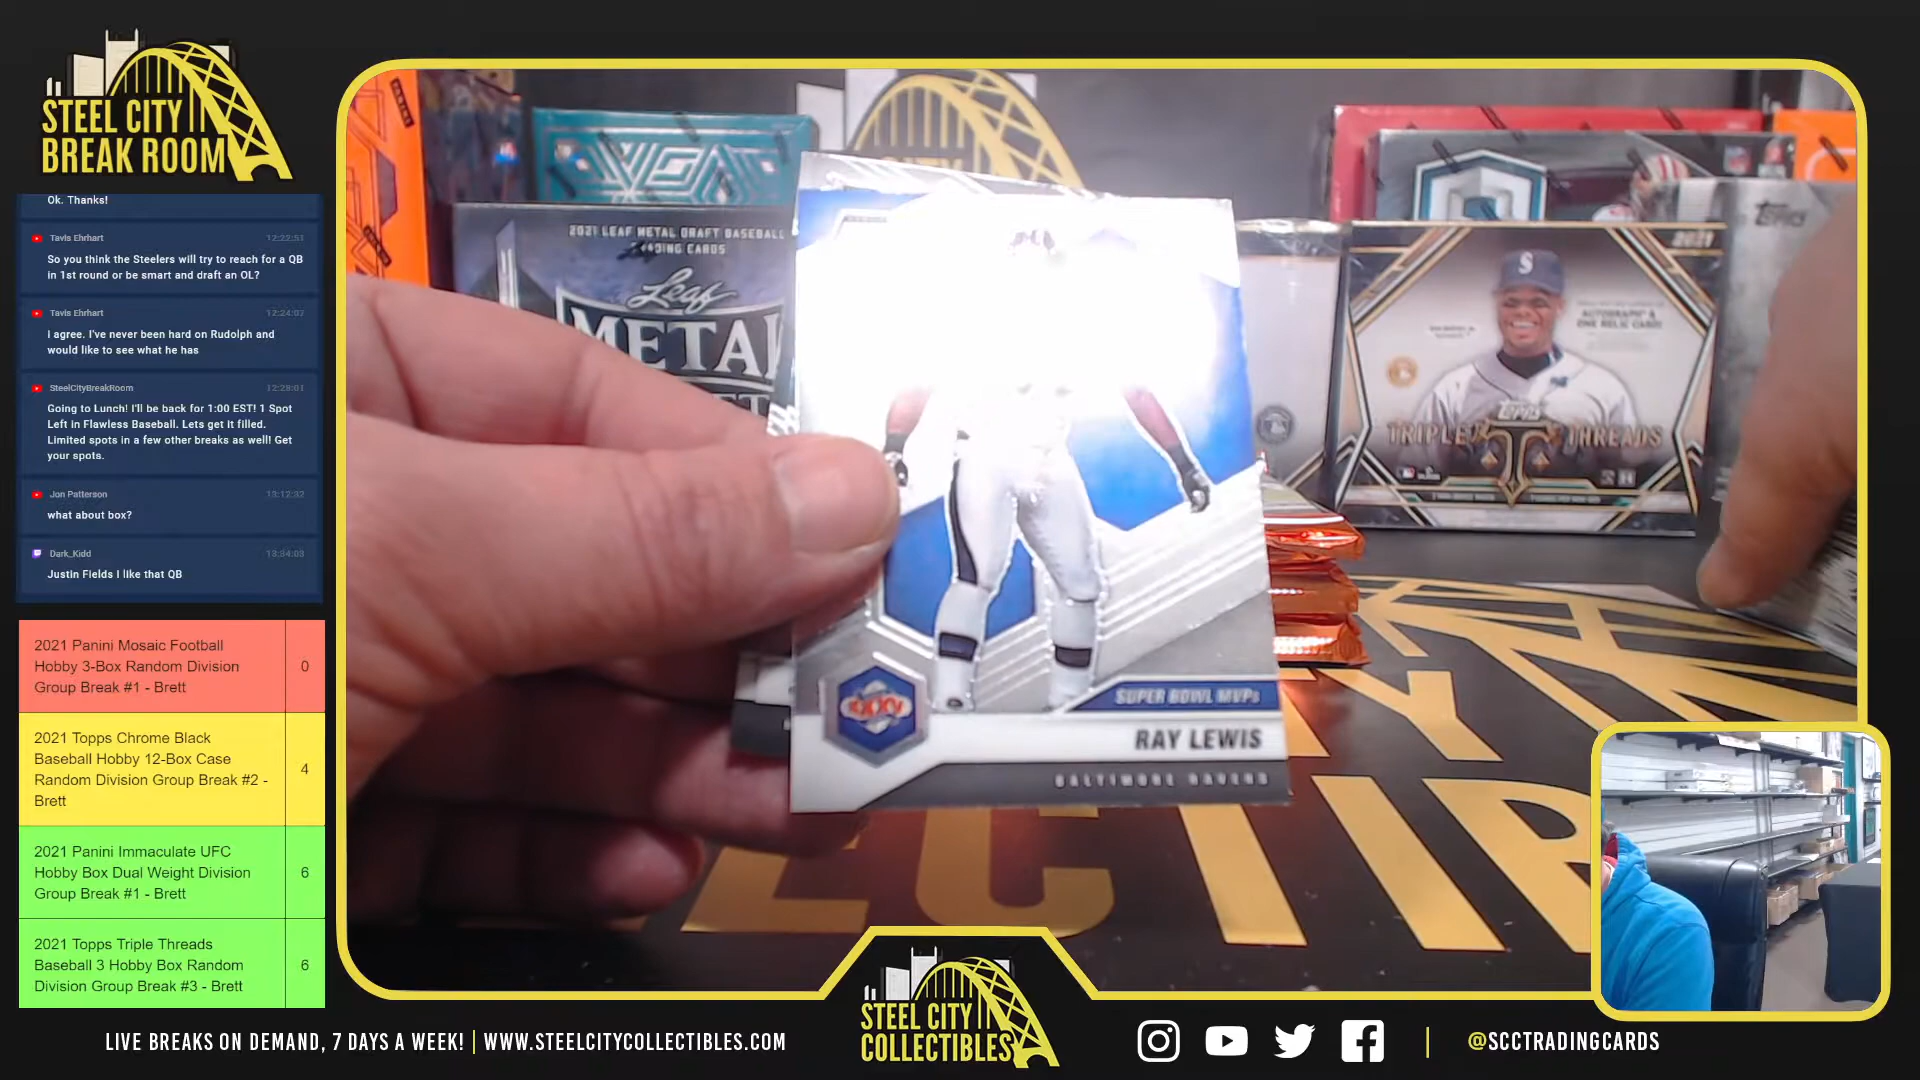 STEEL CITY
BREAK ROOM
Ok. Thanks!
Tavis Ehrhart 12:22:51
So you think the Steelers will try to reach for a QB
in 1st round or be smart and draft an OL?
Tavis Ehrhart 12:24:07
I agree. I've never been hard on Rudolph and
would like to see what he has
SteelCityBreakRoom 12:28:01
Going to Lunch! I'll be back for 1:00 EST! 1 Spot
Left in Flawless Baseball. Lets get it filled.
Limited spots in a few other breaks as well! Get
your spots.
Jon Patterson 13:12:32
what about box?
Dark_Kidd 13:34:03
Justin Fields I like that QB
2021 Panini Mosaic Football
Hobby 3-Box Random Division
Group Break #1 - Brett
0
2021 Topps Chrome Black
Baseball Hobby 12-Box Case
Random Division Group Break #2 -
Brett
4
2021 Panini Immaculate UFC
Hobby Box Dual Weight Division
Group Break #1 - Brett
6
2021 Topps Triple Threads
Baseball 3 Hobby Box Random
Division Group Break #3 - Brett
6
2021 LEAF METAL DRAFT BASEBALL
TRADING CARDS
Leaf
METAL
XXXV
SUPER BOWL MVPs
RAY LEWIS
BALTIMORE RAVENS
2021
S
AUTOGRAPH &
ONE RELIC CARD
TOPPS
TRIPLE THREADS
Topps
CITY
LIVE BREAKS ON DEMAND, 7 DAYS A WEEK! | WWW.STEELCITYCOLLECTIBLES.COM
STEEL CITY
COLLECTIBLES
@SCCTRADINGCARDS